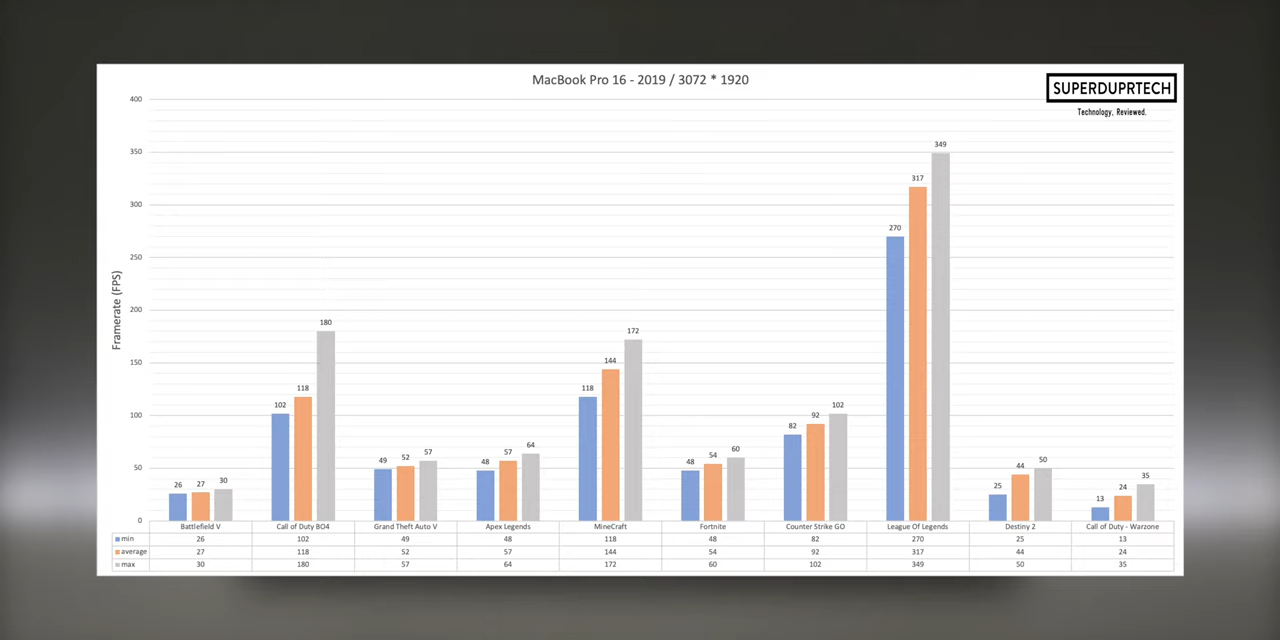 MacBook Pro 16 - 2019 / 3072 * 1920
SUPERDUPRTECH
Technology, Reviewed.
Framerate (FPS)
400
350
300
250
200
150
100
50
0
26 27 30
102 118 180
49 52 57
48 57 64
118 144 172
48 54 60
82 92 102
270 317 349
25 44 50
13 24 35
Battlefield V Call of Duty BO4 Grand Theft Auto V Apex Legends MineCraft Fortnite Counter Strike GO League Of Legends Destiny 2 Call of Duty - Warzone
min 26 102 49 48 118 48 82 270 25 13
average 27 118 52 57 144 54 92 317 44 24
max 30 180 57 64 172 60 102 349 50 35